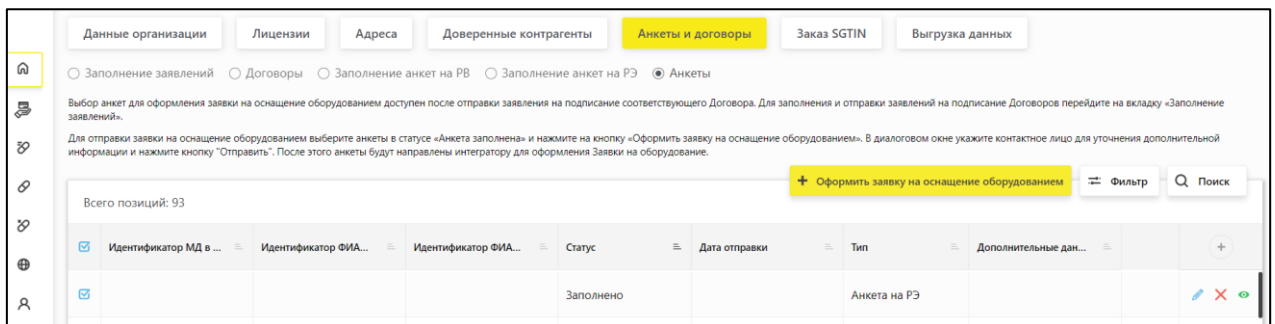 Данные организации Лицензии Адреса Доверенные контрагенты Анкеты и договоры Заказ SGTIN Выгрузка данных
Заполнение заявлений Договоры Заполнение анкет на РВ Заполнение анкет на РЭ Анкеты
Выбор анкет для оформления заявки на оснащение оборудованием доступен после отправки заявления на подписание соответствующего Договора. Для заполнения и отправки заявлений на подписание Договоров перейдите на вкладку «Заполнение
заявлений».
Для отправки заявки на оснащение оборудованием выберите анкеты в статусе «Анкета заполнена» и нажмите на кнопку «Оформить заявку на оснащение оборудованием». В диалоговом окне укажите контактное лицо для уточнения дополнительной
информации и нажмите кнопку "Отправить". После этого анкеты будут направлены интегратору для оформления Заявки на оборудование.
+ Оформить заявку на оснащение оборудованием Фильтр Поиск
Всего позиций: 93
Идентификатор МД в ... Идентификатор ФИА... Идентификатор ФИА... Статус Дата отправки Тип Дополнительные дан...
Заполнено Анкета на РЭ